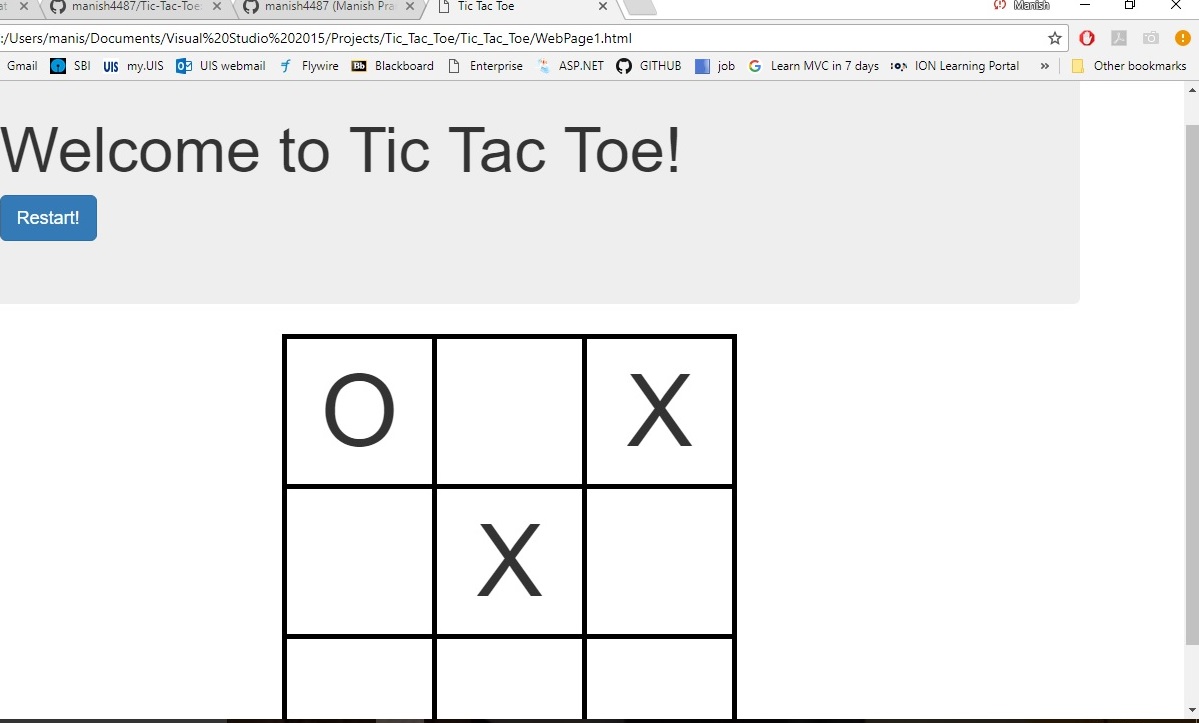 at manish4487/Tic-Tac-Toe: manish4487 (Manish Pra Tic Tac Toe Manish
:/Users/manis/Documents/Visual%20Studio%202015/Projects/Tic_Tac_Toe/Tic_Tac_Toe/WebPage1.html
Gmail SBI UIS my.UIS UIS webmail Flywire Bb Blackboard Enterprise ASP.NET GITHUB job Learn MVC in 7 days ION Learning Portal » Other bookmarks
Welcome to Tic Tac Toe!
Restart!
O X
X